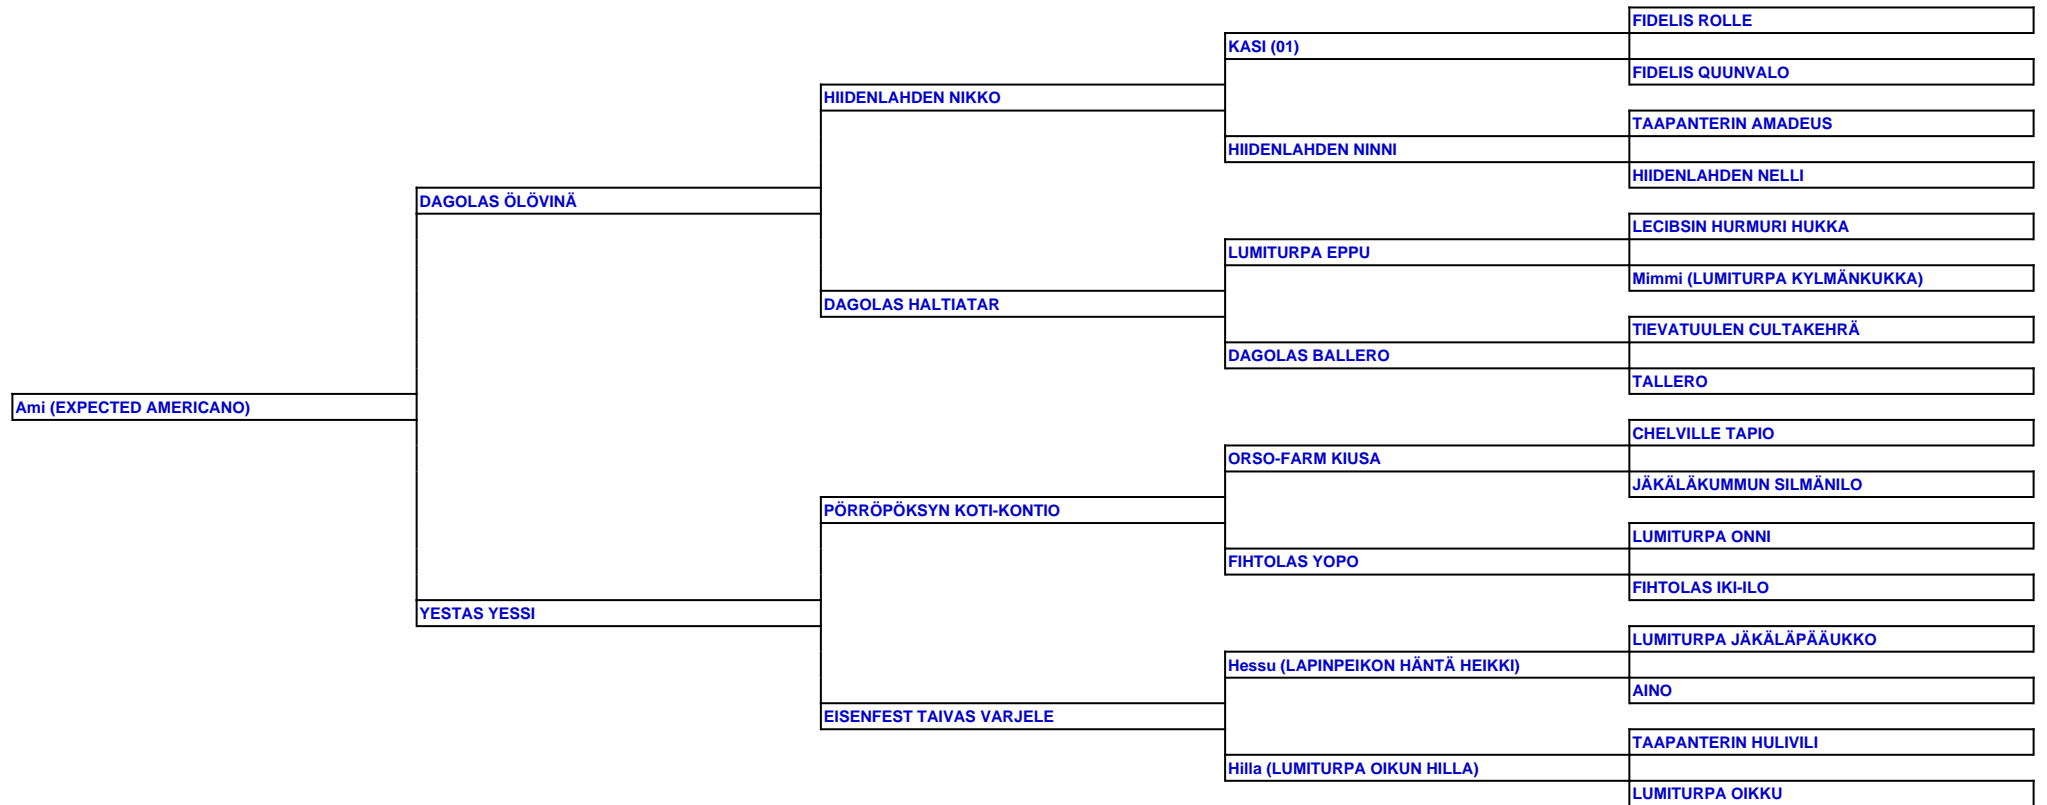 FIDELIS ROLLE
KASI (01)
FIDELIS QUUNVALO
HIIDENLAHDEN NIKKO
TAAPANTERIN AMADEUS
HIIDENLAHDEN NINNI
HIIDENLAHDEN NELLI
DAGOLAS ÖLÖVINÄ
LECIBSIN HURMURI HUKKA
LUMITURPA EPPU
Mimmi (LUMITURPA KYLMÄNKUKKA)
DAGOLAS HALTIATAR
TIEVATUULEN CULTAKEHRÄ
DAGOLAS BALLERO
TALLERO
Ami (EXPECTED AMERICANO)
CHELVILLE TAPIO
ORSO-FARM KIUSA
JÄKÄLÄKUMMUN SILMÄNILO
PÖRRÖPÖKSYN KOTI-KONTIO
LUMITURPA ONNI
FIHTOLAS YOPO
FIHTOLAS IKI-ILO
YESTAS YESSI
LUMITURPA JÄKÄLÄPÄÄUKKO
Hessu (LAPINPEIKON HÄNTÄ HEIKKI)
AINO
EISENFEST TAIVAS VARJELE
TAAPANTERIN HULIVILI
Hilla (LUMITURPA OIKUN HILLA)
LUMITURPA OIKKU